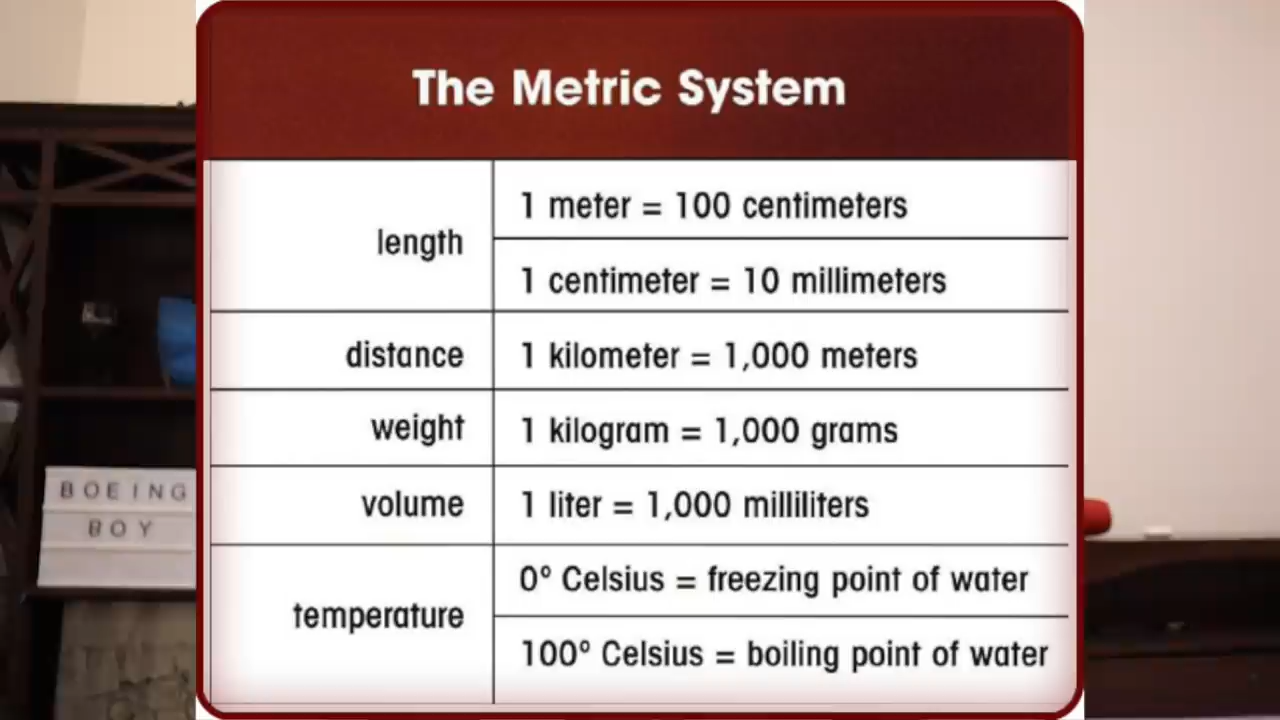 The Metric System
length
1 meter = 100 centimeters
1 centimeter = 10 millimeters
distance
1 kilometer = 1,000 meters
weight
1 kilogram = 1,000 grams
volume
1 liter = 1,000 milliliters
temperature
0° Celsius = freezing point of water
100° Celsius = boiling point of water
BOEING
BOY